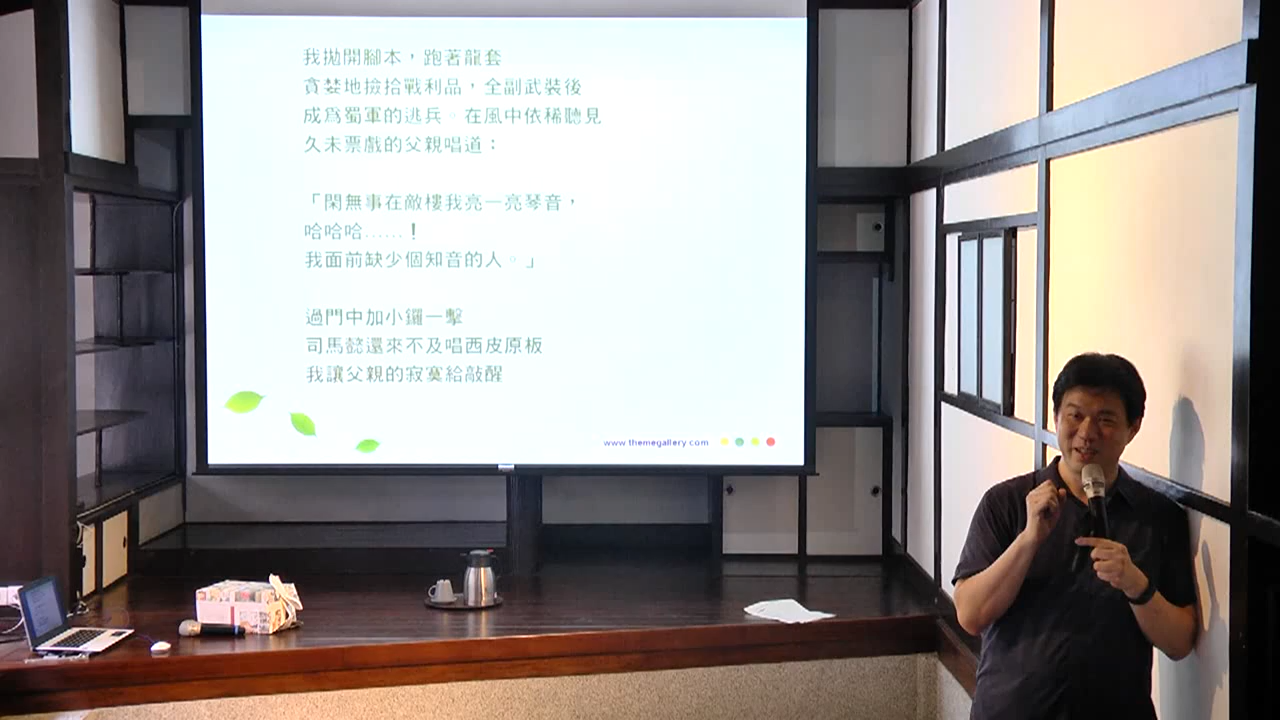 我拋開腳本，跑著龍套
貪婪地撿拾戰利品，全副武裝後
成為蜀軍的逃兵。在風中依稀聽見
久未票戲的父親唱道：
「閑無事在敵樓我亮一亮琴音，
哈哈哈……！
我面前缺少個知音的人。」
過門中加小鑼一擊
司馬懿還來不及唱西皮原板
我讓父親的寂寞給敲醒
www.themegallery.com